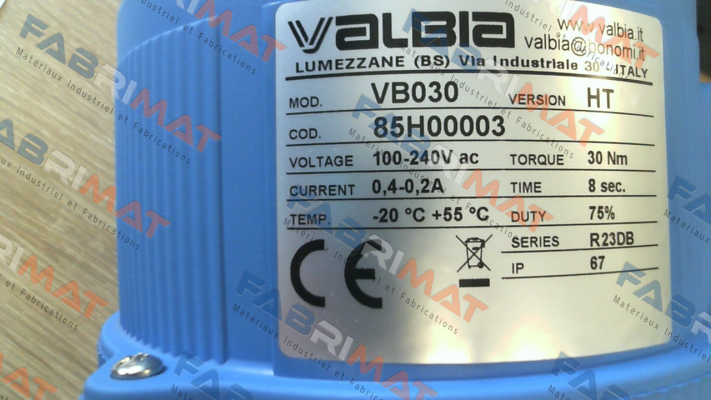 VALBIA
www.valbia.it
valbia@bonomi.it
LUMEZZANE (BS) Via Industriale 30 - ITALY
MOD. VB030 VERSION HT
COD. 85H00003
VOLTAGE 100-240V ac TORQUE 30 Nm
CURRENT 0,4-0,2A TIME 8 sec.
TEMP. -20 °C +55 °C DUTY 75%
SERIES R23DB
CE IP 67
FABRIMAT
Materiaux Industriel et Fabrications